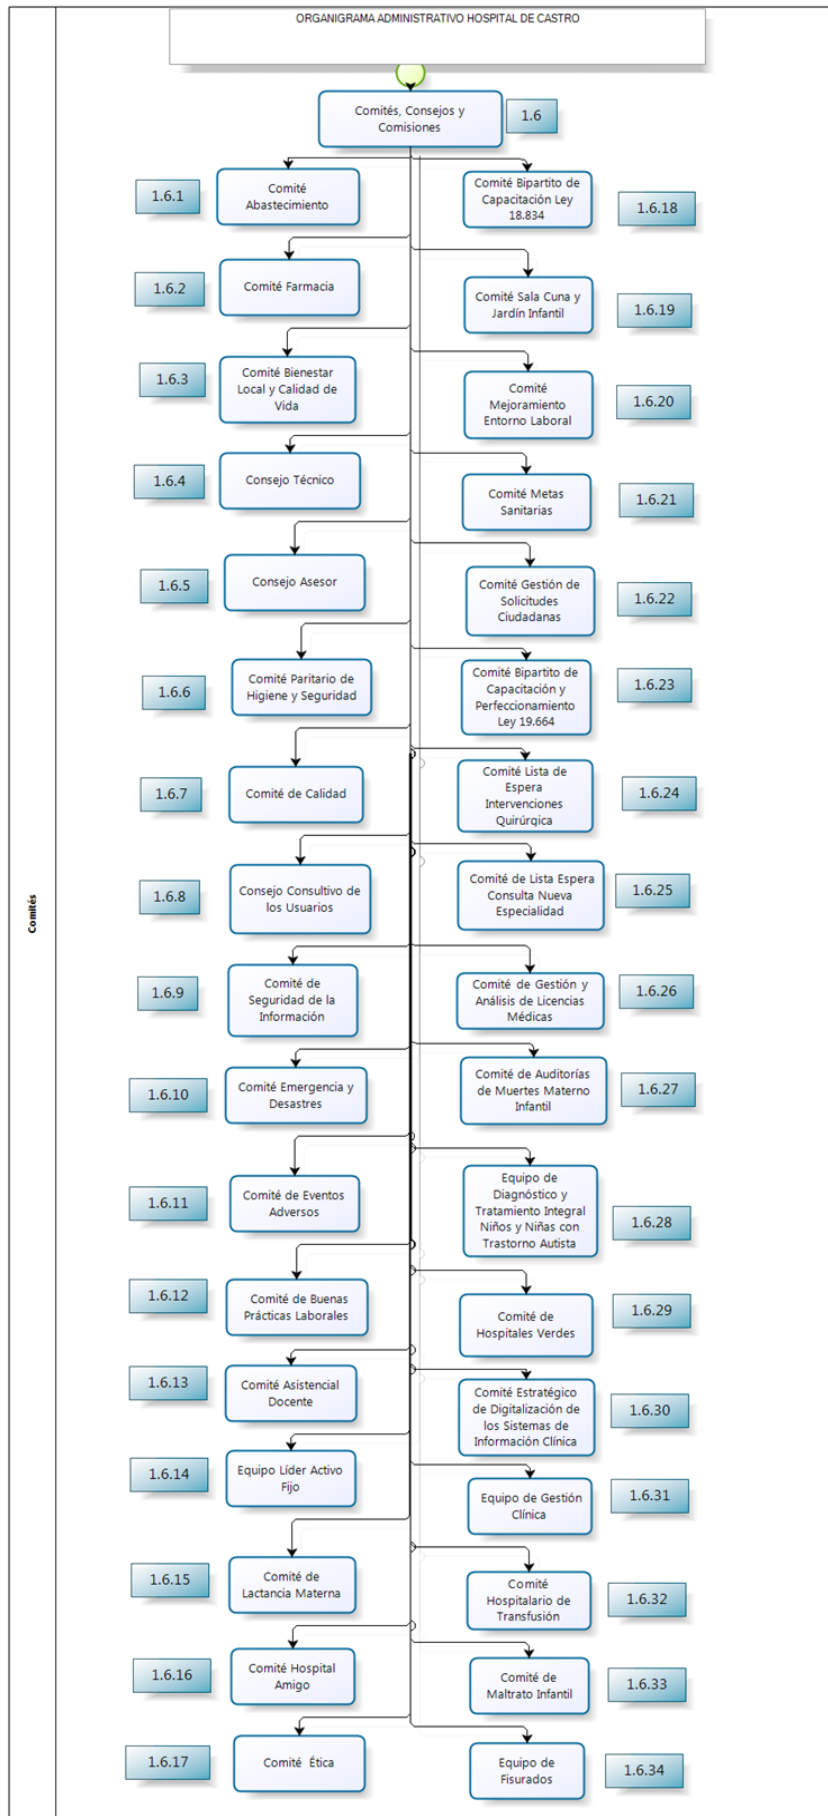 ORGANIGRAMA ADMINISTRATIVO HOSPITAL DE CASTRO
Comités
Comités, Consejos y
Comisiones
1.6
1.6.1
Comité
Abastecimiento
Comité Bipartito de
Capacitación Ley
18.834
1.6.18
1.6.2
Comité Farmacia
Comité Sala Cuna y
Jardín Infantil
1.6.19
1.6.3
Comité Bienestar
Local y Calidad de
Vida
Comité
Mejoramiento
Entorno Laboral
1.6.20
1.6.4
Consejo Técnico
Comité Metas
Sanitarias
1.6.21
1.6.5
Consejo Asesor
Comité Gestión de
Solicitudes
Ciudadanas
1.6.22
1.6.6
Comité Paritario de
Higiene y Seguridad
Comité Bipartito de
Capacitación y
Perfeccionamiento
Ley 19.664
1.6.23
1.6.7
Comité de Calidad
Comité Lista de
Espera
Intervenciones
Quirúrgica
1.6.24
1.6.8
Consejo Consultivo de
los Usuarios
Comité de Lista Espera
Consulta Nueva
Especialidad
1.6.25
1.6.9
Comité de
Seguridad de la
Información
Comité de Gestión y
Análisis de Licencias
Médicas
1.6.26
1.6.10
Comité Emergencia y
Desastres
Comité de Auditorías
de Muertes Materno
Infantil
1.6.27
1.6.11
Comité de Eventos
Adversos
Equipo de
Diagnóstico y
Tratamiento Integral
Niños y Niñas con
Trastorno Autista
1.6.28
1.6.12
Comité de Buenas
Prácticas Laborales
Comité de
Hospitales Verdes
1.6.29
1.6.13
Comité Asistencial
Docente
Comité Estratégico
de Digitalización de
los Sistemas de
Información Clínica
1.6.30
1.6.14
Equipo Líder Activo
Fijo
Equipo de Gestión
Clínica
1.6.31
1.6.15
Comité de
Lactancia Materna
Comité
Hospitalario de
Transfusión
1.6.32
1.6.16
Comité Hospital
Amigo
Comité de
Maltrato Infantil
1.6.33
1.6.17
Comité Ética
Equipo de
Fisurados
1.6.34